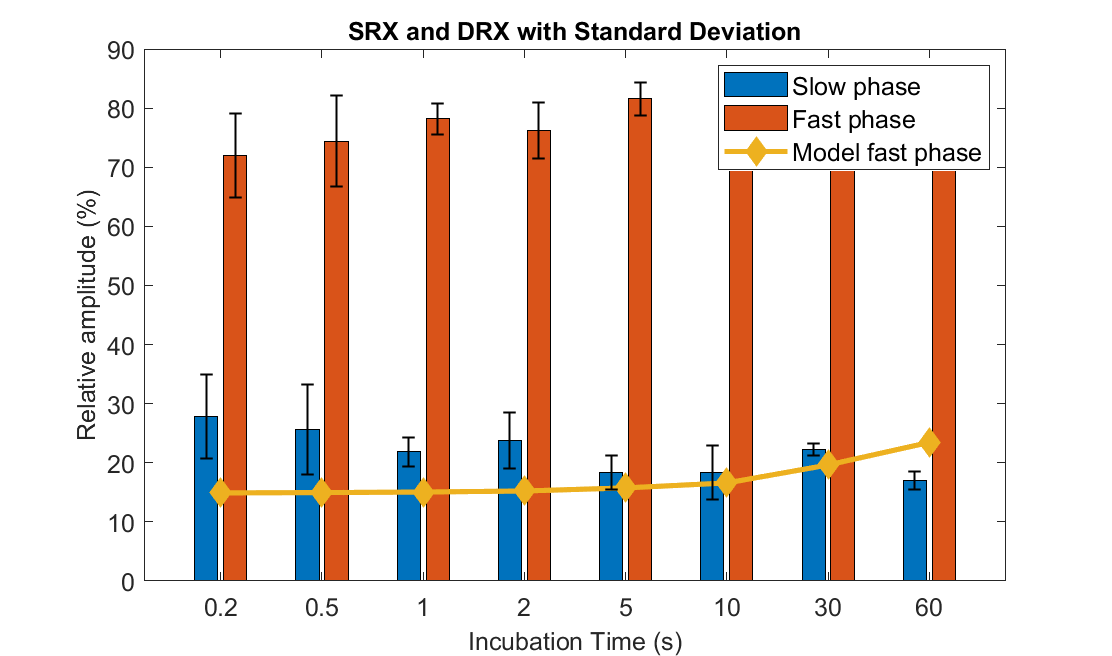 SRX and DRX with Standard Deviation
90
80
70
60
50
40
30
20
10
0
Relative amplitude (%)
Slow phase
Fast phase
Model fast phase
0.2 0.5 1 2 5 10 30 60
Incubation Time (s)